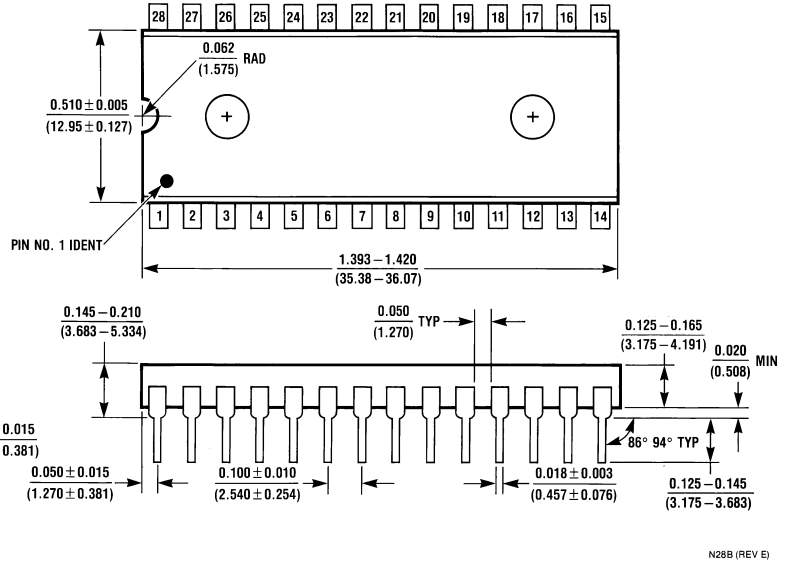 28 27 26 25 24 23 22 21 20 19 18 17 16 15
0.062
(1.575) RAD
0.510 ± 0.005
(12.95 ± 0.127)
1 2 3 4 5 6 7 8 9 10 11 12 13 14
PIN NO. 1 IDENT
1.393 – 1.420
(35.38 – 36.07)
0.145 – 0.210
(3.683 – 5.334)
0.050
(1.270) TYP
0.125 – 0.165
(3.175 – 4.191)
0.020
(0.508) MIN
0.015
0.381)
86° 94° TYP
0.050 ± 0.015
(1.270 ± 0.381)
0.100 ± 0.010
(2.540 ± 0.254)
0.018 ± 0.003
(0.457 ± 0.076)
0.125 – 0.145
(3.175 – 3.683)
N28B (REV E)